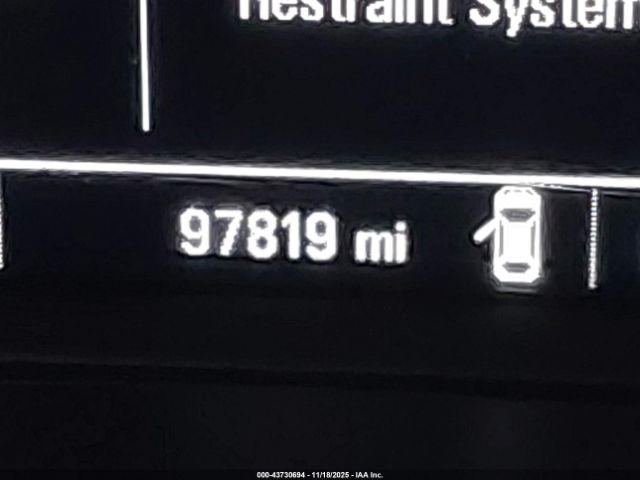 Restraint System
97819 mi
000-43730694 - 11/18/2025 - IAA Inc.